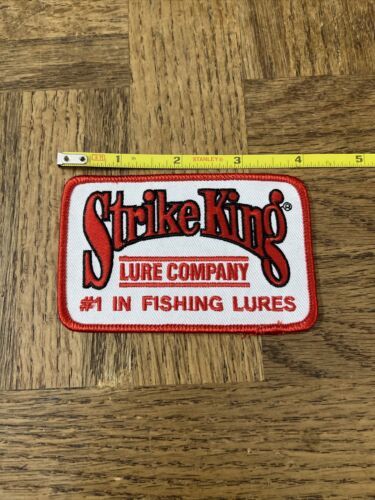 1 2 STANLEY 3 4 5
Strike King®
LURE COMPANY
#1 IN FISHING LURES